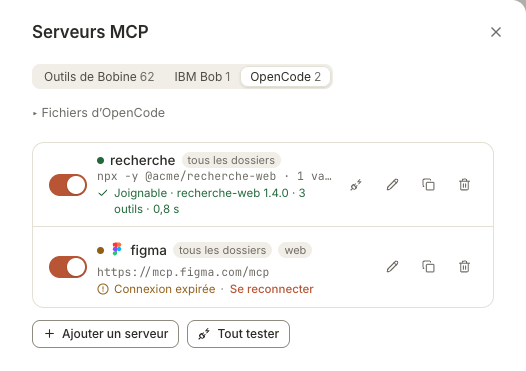 Serveurs MCP
Outils de Bobine 62 IBM Bob 1 OpenCode 2
Fichiers d’OpenCode
recherche tous les dossiers
npx -y @acme/recherche-web · 1 va…
Joignable · recherche-web 1.4.0 · 3
outils · 0,8 s
figma tous les dossiers web
https://mcp.figma.com/mcp
Connexion expirée · Se reconnecter
Ajouter un serveur Tout tester